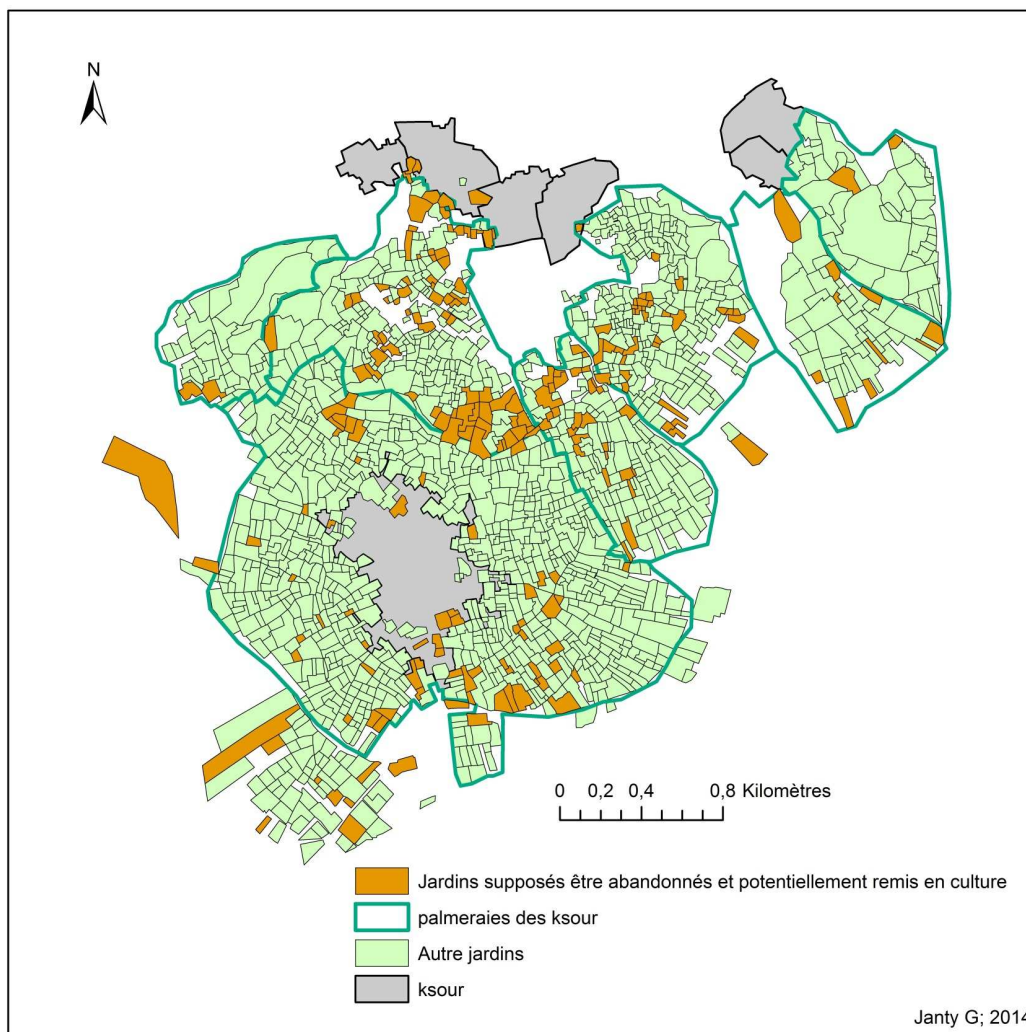 N
0 0,2 0,4 0,8 Kilomètres
Jardins supposés être abandonnés et potentiellement remis en culture
palmeraies des ksour
Autre jardins
ksour
Janty G; 2014